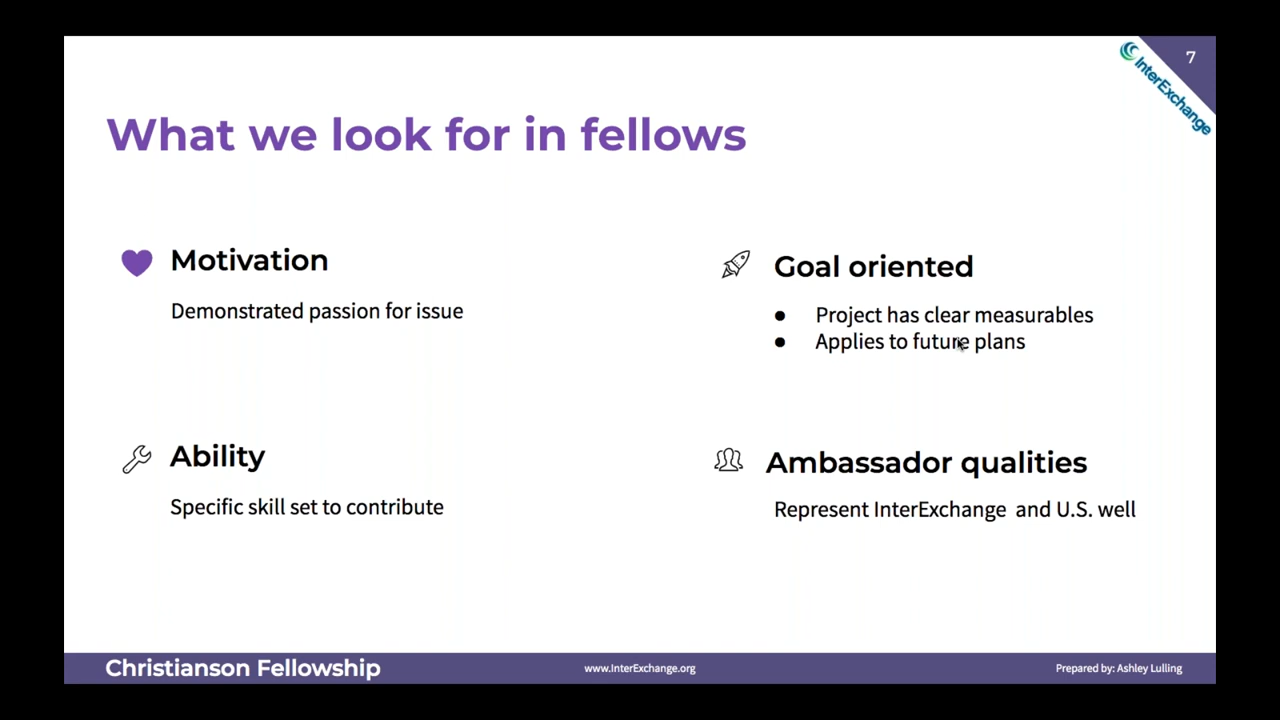 7
InterExchange
What we look for in fellows
Motivation
Demonstrated passion for issue
Goal oriented
● Project has clear measurables
● Applies to future plans
Ability
Specific skill set to contribute
Ambassador qualities
Represent InterExchange and U.S. well
Christianson Fellowship
www.InterExchange.org
Prepared by: Ashley Lulling